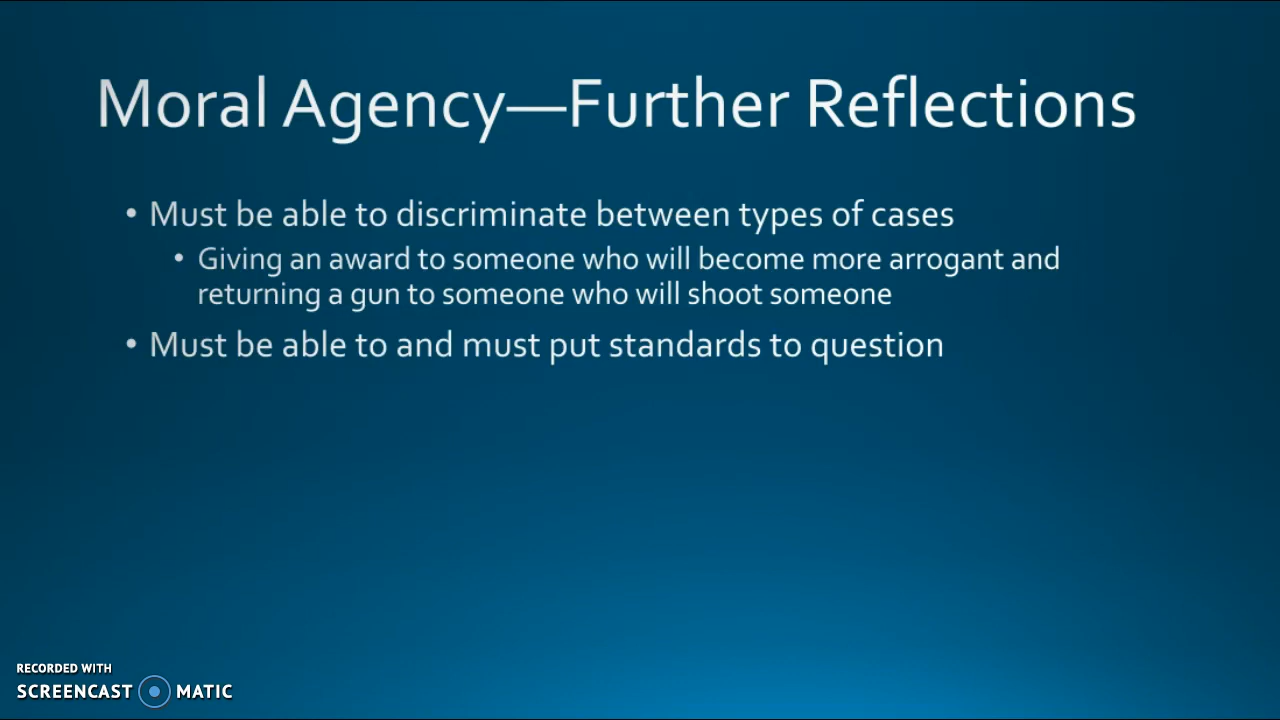 Moral Agency—Further Reflections
• Must be able to discriminate between types of cases
• Giving an award to someone who will become more arrogant and
returning a gun to someone who will shoot someone
• Must be able to and must put standards to question
RECORDED WITH
SCREENCAST MATIC